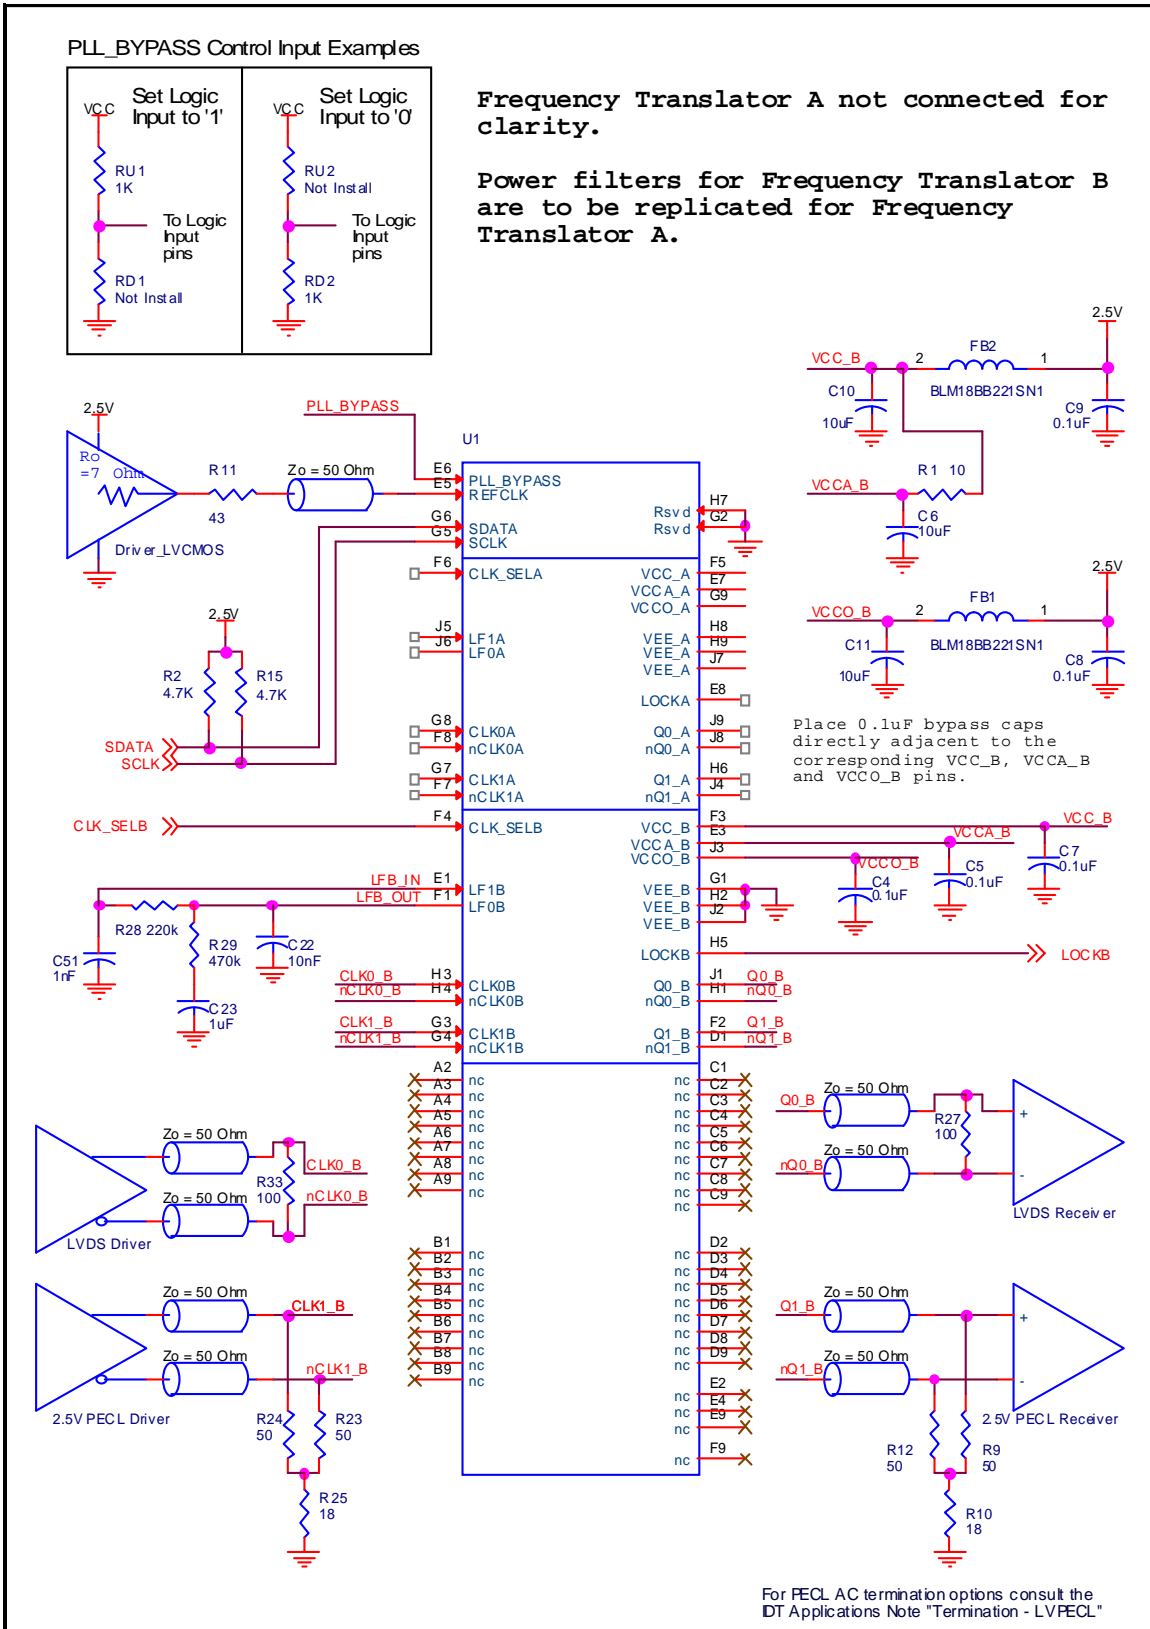 PLL_BYPASS Control Input Examples
VCC
Set Logic
Input to '1'
RU1
1K
To Logic
Input
pins
RD1
Not Install
VCC
Set Logic
Input to '0'
RU2
Not Install
To Logic
Input
pins
RD2
1K
Frequency Translator A not connected for
clarity.
Power filters for Frequency Translator B
are to be replicated for Frequency
Translator A.
2.5V
VCC_B
2
FB2
1
BLM18BB221SN1
C10
10uF
C9
0.1uF
R1 10
VCCA_B
C6
10uF
2.5V
VCCO_B
2
FB1
1
BLM18BB221SN1
C11
10uF
C8
0.1uF
Place 0.1uF bypass caps
directly adjacent to the
corresponding VCC_B, VCCA_B
and VCCO_B pins.
2.5V
Ro
=7 Ohm
Driver_LVCMOS
R11
43
Zo = 50 Ohm
PLL_BYPASS
2.5V
R2
4.7K
R15
4.7K
SDATA
SCLK
CLK_SELB
LFB_IN
LFB_OUT
R28 220k
R29
470k
C22
10nF
C51
1nF
C23
1uF
CLK0_B
nCLK0_B
CLK1_B
nCLK1_B
U1
E6
PLL_BYPASS
E5
REFCLK
G6
SDATA
G5
SCLK
F6
CLK_SELA
J5
LF1A
J6
LF0A
G8
CLK0A
F8
nCLK0A
G7
CLK1A
F7
nCLK1A
F4
CLK_SELB
E1
LF1B
F1
LF0B
H3
CLK0B
H4
nCLK0B
G3
CLK1B
G4
nCLK1B
A2
nc
A3
nc
A4
nc
A5
nc
A6
nc
A7
nc
A8
nc
A9
nc
B1
nc
B2
nc
B3
nc
B4
nc
B5
nc
B6
nc
B7
nc
B8
nc
B9
nc
H7
Rsvd
G2
Rsvd
F5
VCC_A
E7
VCCA_A
G9
VCCO_A
H8
VEE_A
H9
VEE_A
J7
VEE_A
E8
LOCKA
J9
Q0_A
J8
nQ0_A
H6
Q1_A
J4
nQ1_A
F3
VCC_B
E3
VCCA_B
J3
VCCO_B
G1
VEE_B
H2
VEE_B
J2
VEE_B
H5
LOCKB
J1
Q0_B
H1
nQ0_B
F2
Q1_B
D1
nQ1_B
C1
nc
C2
nc
C3
nc
C4
nc
C5
nc
C6
nc
C7
nc
C8
nc
C9
nc
D2
nc
D3
nc
D4
nc
D5
nc
D6
nc
D7
nc
D8
nc
D9
nc
E2
nc
E4
nc
E9
nc
F9
nc
VCC_B
VCCA_B
VCCO_B
C7
0.1uF
C5
0.1uF
C4
0.1uF
LOCKB
Q0_B
nQ0_B
Q1_B
nQ1_B
Zo = 50 Ohm
Zo = 50 Ohm
R33
100
CLK0_B
nCLK0_B
LVDS Driver
Zo = 50 Ohm
Zo = 50 Ohm
CLK1_B
nCLK1_B
2.5V PECL Driver
R24
50
R23
50
R25
18
Q0_B
Zo = 50 Ohm
nQ0_B
Zo = 50 Ohm
R27
100
+
-
LVDS Receiver
Q1_B
Zo = 50 Ohm
nQ1_B
Zo = 50 Ohm
+
-
2.5V PECL Receiver
R12
50
R9
50
R10
18
For PECL AC termination options consult the
IDT Applications Note "Termination - LVPECL"